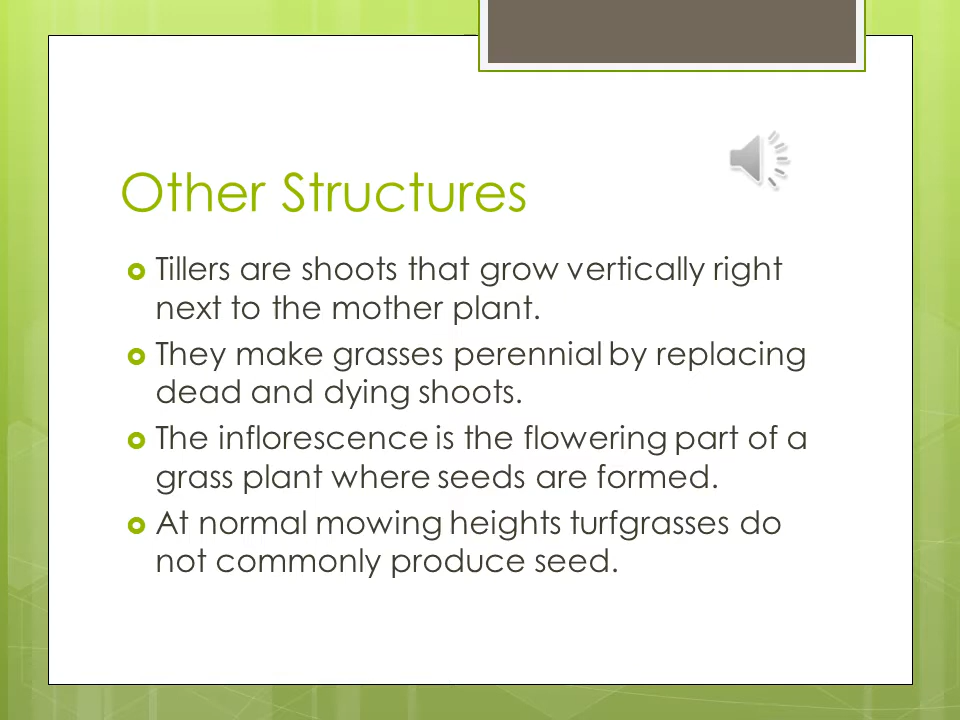 Other Structures
Tillers are shoots that grow vertically right
next to the mother plant.
They make grasses perennial by replacing
dead and dying shoots.
The inflorescence is the flowering part of a
grass plant where seeds are formed.
At normal mowing heights turfgrasses do
not commonly produce seed.